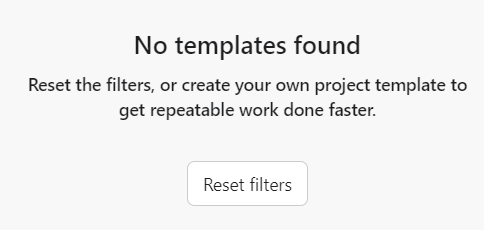 No templates found
Reset the filters, or create your own project template to
get repeatable work done faster.
Reset filters